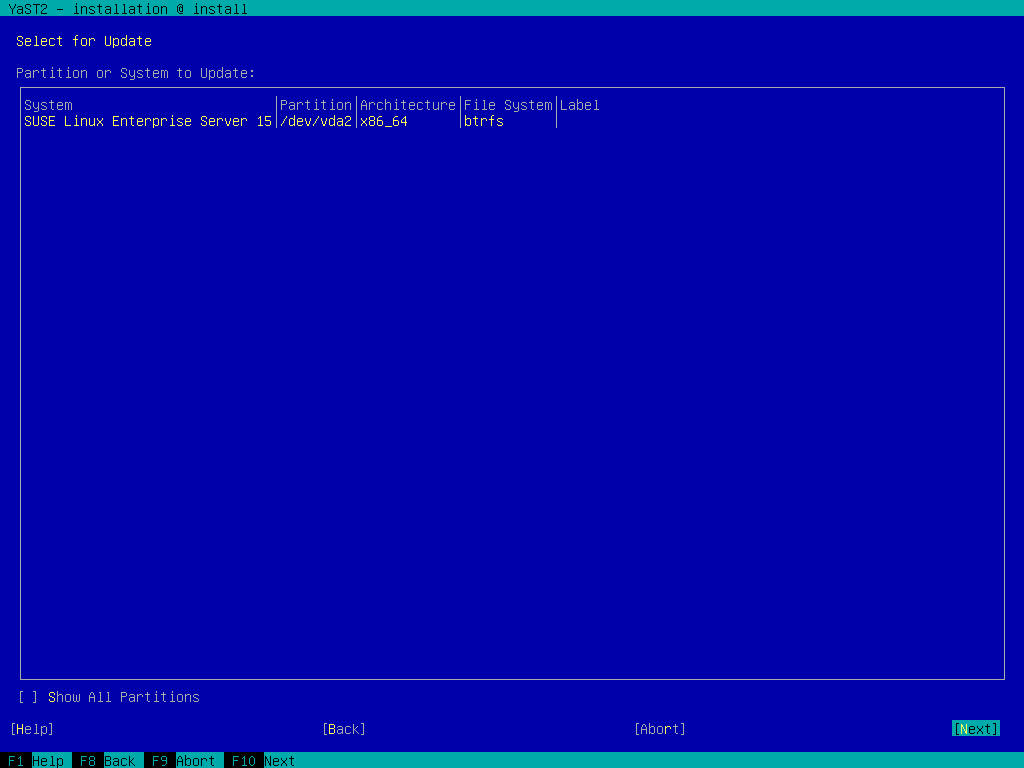 YaST2 - installation @ install
Select for Update
Partition or System to Update:
System Partition Architecture File System Label
SUSE Linux Enterprise Server 15 /dev/vda2 x86_64 btrfs
[ ] Show All Partitions
[Help] [Back] [Abort] [Next]
F1 Help F8 Back F9 Abort F10 Next